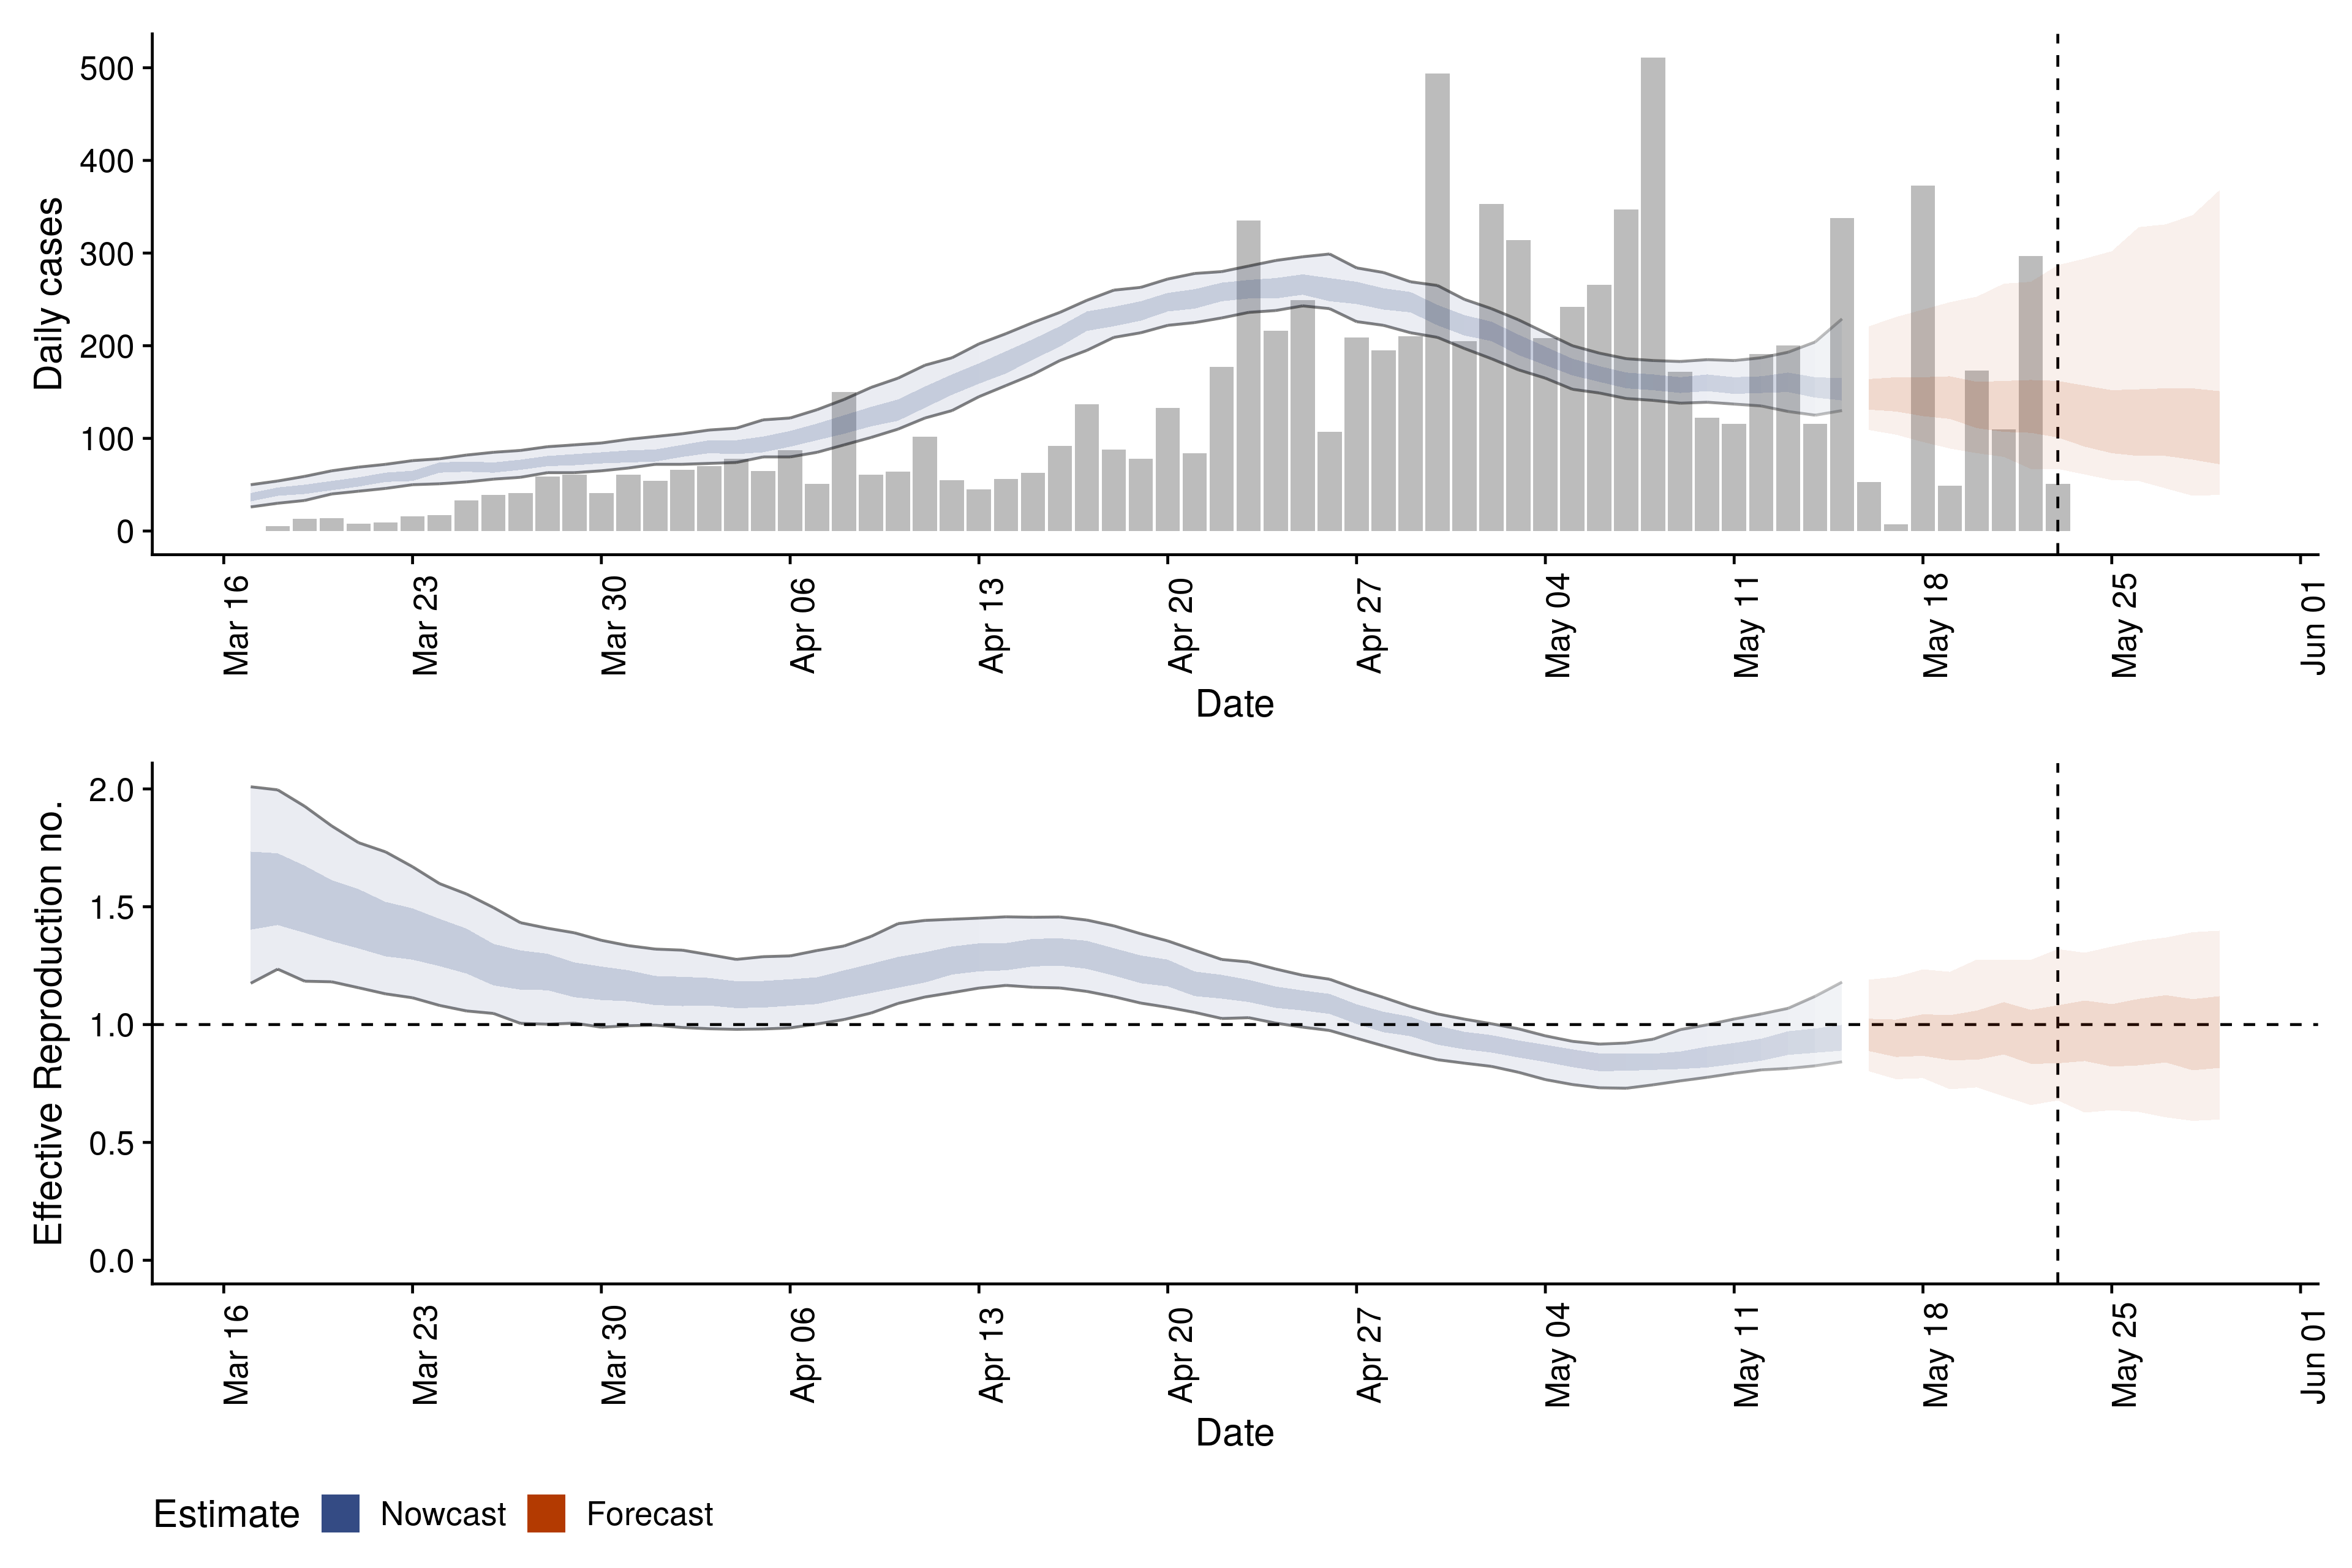 Daily cases
500
400
300
200
100
0
Mar 16
Mar 23
Mar 30
Apr 06
Apr 13
Apr 20
Apr 27
May 04
May 11
May 18
May 25
Jun 01
Date
Effective Reproduction no.
2.0
1.5
1.0
0.5
0.0
Mar 16
Mar 23
Mar 30
Apr 06
Apr 13
Apr 20
Apr 27
May 04
May 11
May 18
May 25
Jun 01
Date
Estimate Nowcast Forecast